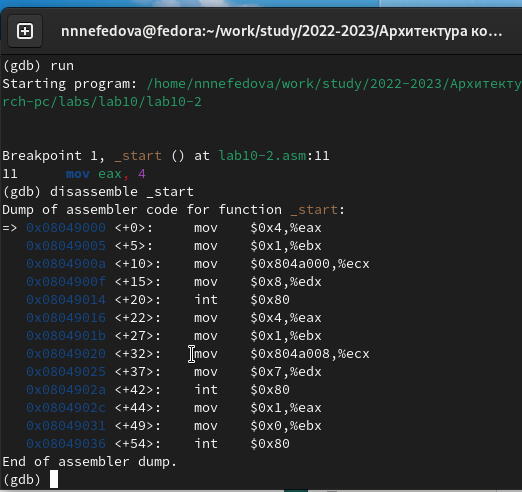 nnnefedova@fedora:~/work/study/2022-2023/Архитектура ко...
(gdb) run
Starting program: /home/nnnefedova/work/study/2022-2023/Архитекту
rch-pc/labs/lab10/lab10-2
Breakpoint 1, _start () at lab10-2.asm:11
11      mov eax, 4
(gdb) disassemble _start
Dump of assembler code for function _start:
=> 0x08049000 <+0>:     mov    $0x4,%eax
   0x08049005 <+5>:     mov    $0x1,%ebx
   0x0804900a <+10>:    mov    $0x804a000,%ecx
   0x0804900f <+15>:    mov    $0x8,%edx
   0x08049014 <+20>:    int    $0x80
   0x08049016 <+22>:    mov    $0x4,%eax
   0x0804901b <+27>:    mov    $0x1,%ebx
   0x08049020 <+32>:    mov    $0x804a008,%ecx
   0x08049025 <+37>:    mov    $0x7,%edx
   0x0804902a <+42>:    int    $0x80
   0x0804902c <+44>:    mov    $0x1,%eax
   0x08049031 <+49>:    mov    $0x0,%ebx
   0x08049036 <+54>:    int    $0x80
End of assembler dump.
(gdb)